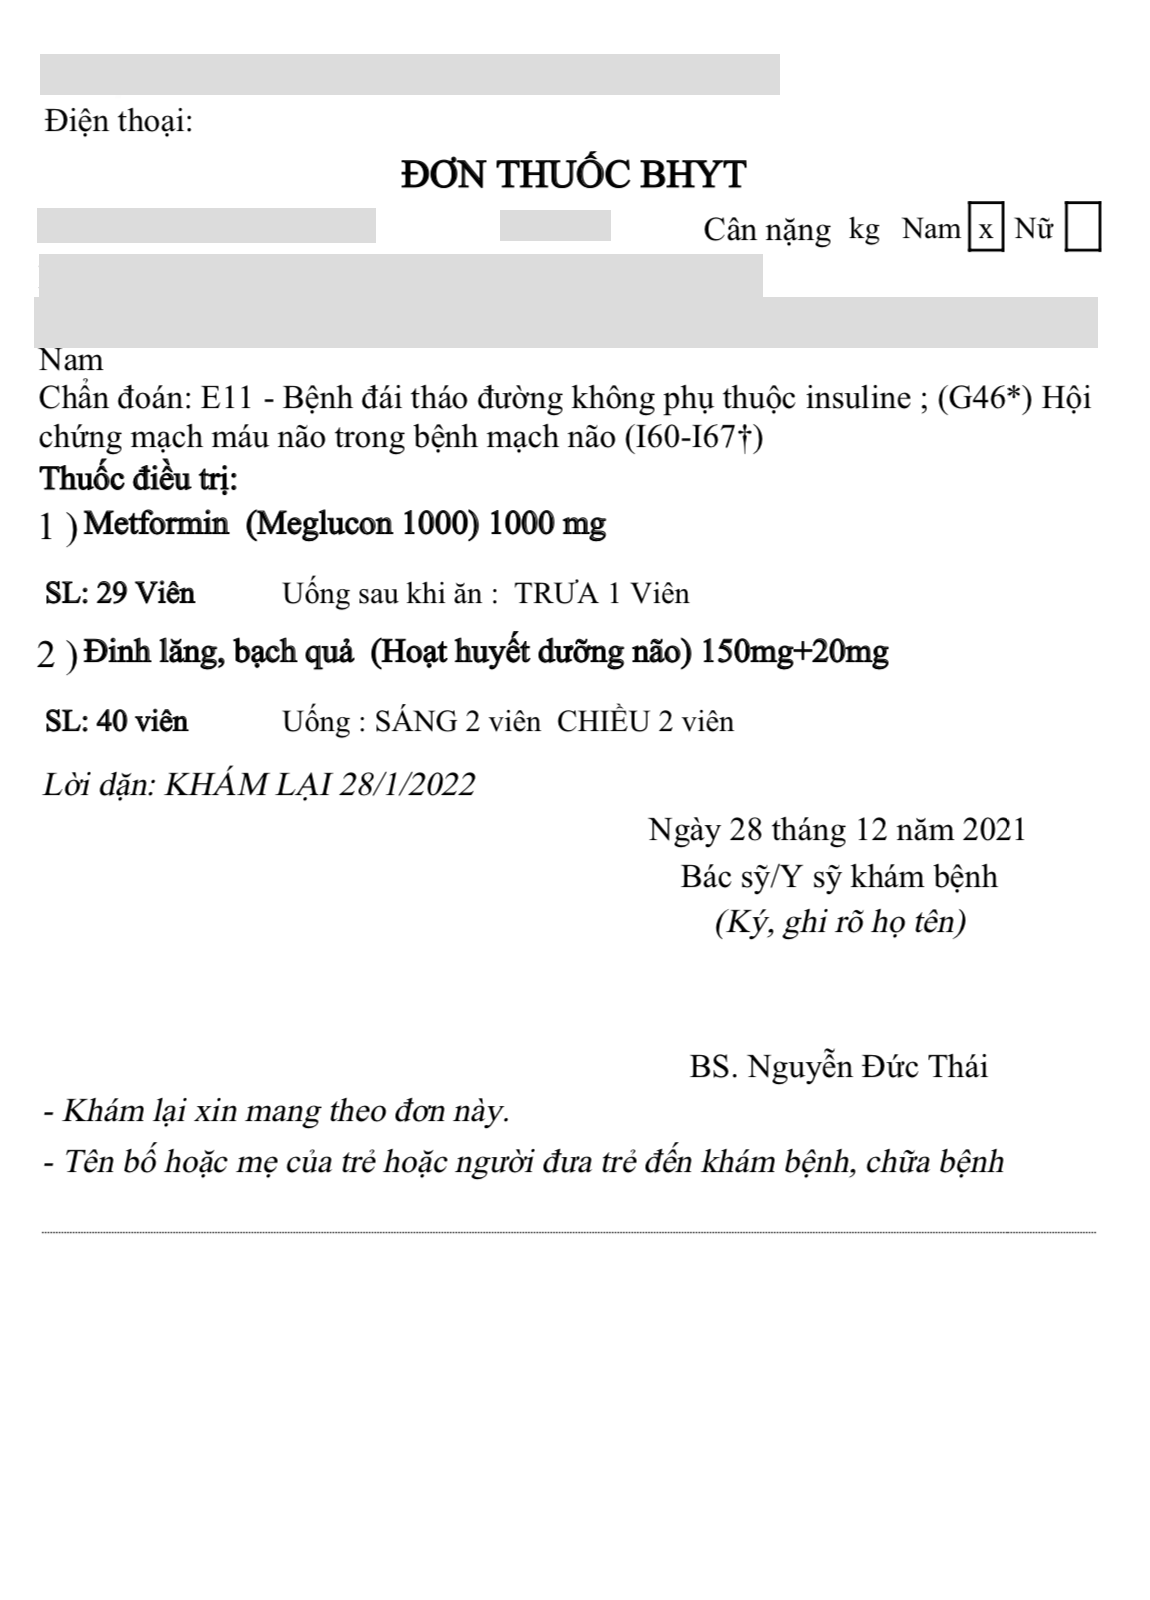 Điện thoại:
ĐƠN THUỐC BHYT
Cân nặng kg Nam x Nữ
Nam
Chẩn đoán: E11 - Bệnh đái tháo đường không phụ thuộc insuline ; (G46*) Hội
chứng mạch máu não trong bệnh mạch não (I60-I67†)
Thuốc điều trị:
1 ) Metformin (Meglucon 1000) 1000 mg
SL: 29 Viên Uống sau khi ăn : TRƯA 1 Viên
2 ) Đinh lăng, bạch quả (Hoạt huyết dưỡng não) 150mg+20mg
SL: 40 viên Uống : SÁNG 2 viên CHIỀU 2 viên
Lời dặn: KHÁM LẠI 28/1/2022
Ngày 28 tháng 12 năm 2021
Bác sỹ/Y sỹ khám bệnh
(Ký, ghi rõ họ tên)
BS. Nguyễn Đức Thái
- Khám lại xin mang theo đơn này.
- Tên bố hoặc mẹ của trẻ hoặc người đưa trẻ đến khám bệnh, chữa bệnh